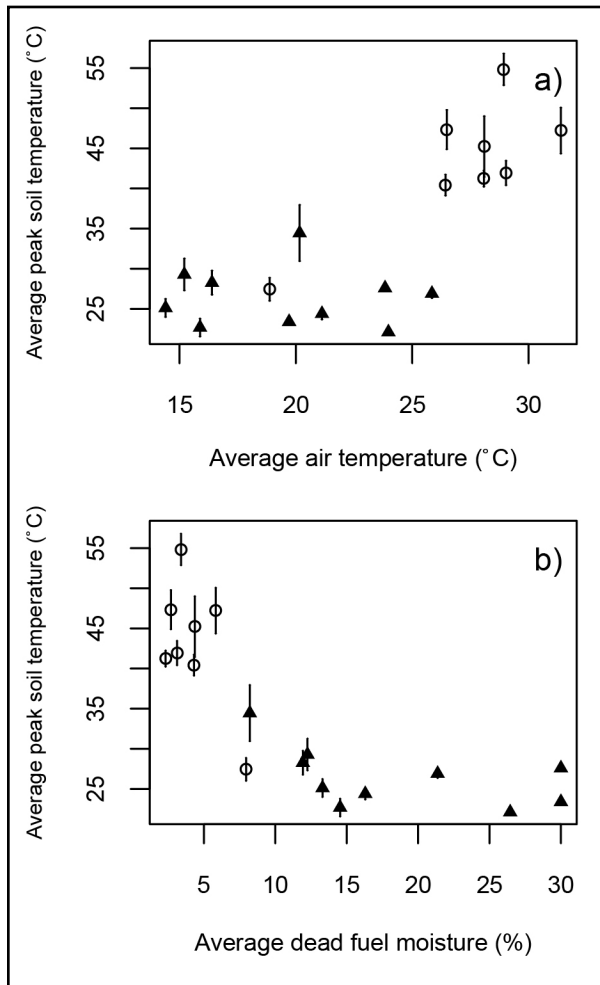 Average peak soil temperature (˚C)
55
45
35
25
a)
15 20 25 30
Average air temperature (˚C)
Average peak soil temperature (˚C)
55
45
35
25
b)
5 10 15 20 25 30
Average dead fuel moisture (%)